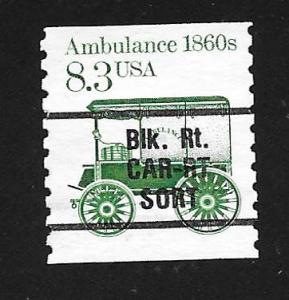 Ambulance 1860s
8.3 USA
Blk. Rt.
CAR-RT
SORT